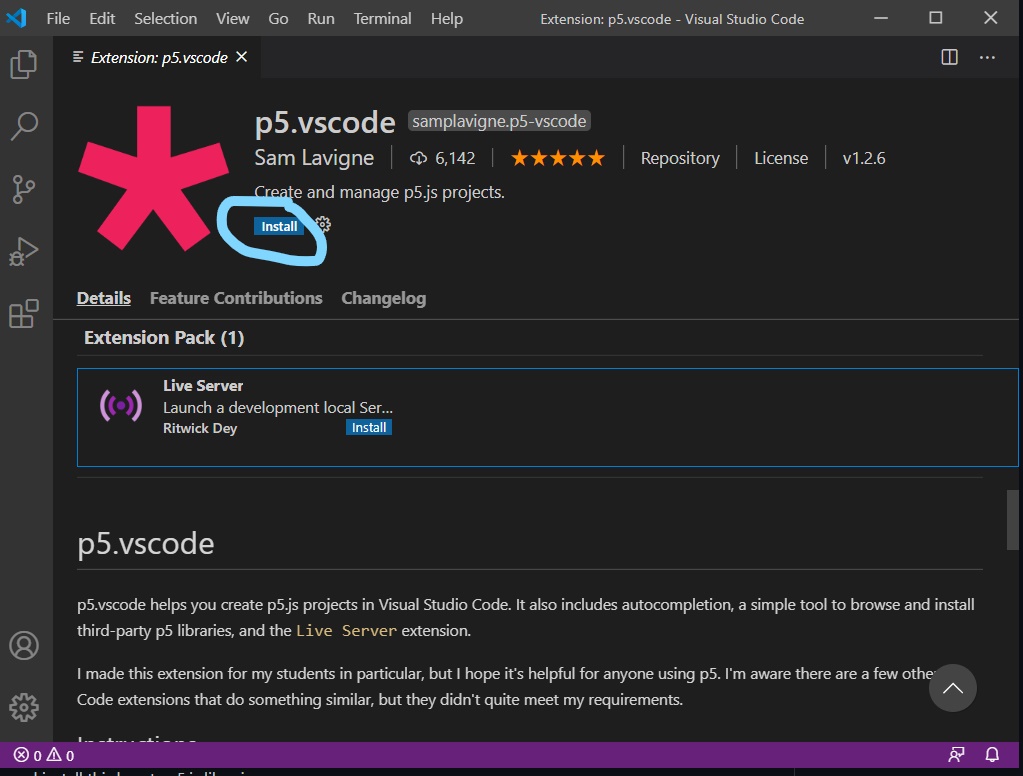 File Edit Selection View Go Run Terminal Help Extension: p5.vscode - Visual Studio Code
Extension: p5.vscode
p5.vscode samplavigne.p5-vscode
Sam Lavigne 6,142 Repository License v1.2.6
Create and manage p5.js projects.
Install
Details Feature Contributions Changelog
Extension Pack (1)
Live Server
Launch a development local Ser...
Ritwick Dey Install
p5.vscode
p5.vscode helps you create p5.js projects in Visual Studio Code. It also includes autocompletion, a simple tool to browse and install
third-party p5 libraries, and the Live Server extension.
I made this extension for my students in particular, but I hope it's helpful for anyone using p5. I'm aware there are a few othe
Code extensions that do something similar, but they didn't quite meet my requirements.
Instructions
0 0